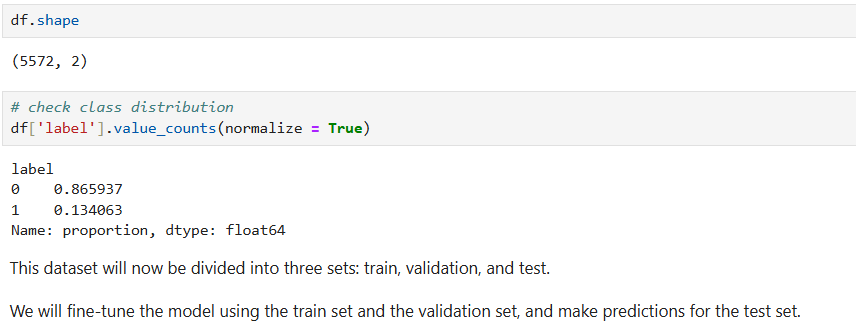 df.shape
(5572, 2)
# check class distribution
df['label'].value_counts(normalize = True)
label
0    0.865937
1    0.134063
Name: proportion, dtype: float64
This dataset will now be divided into three sets: train, validation, and test.
We will fine-tune the model using the train set and the validation set, and make predictions for the test set.